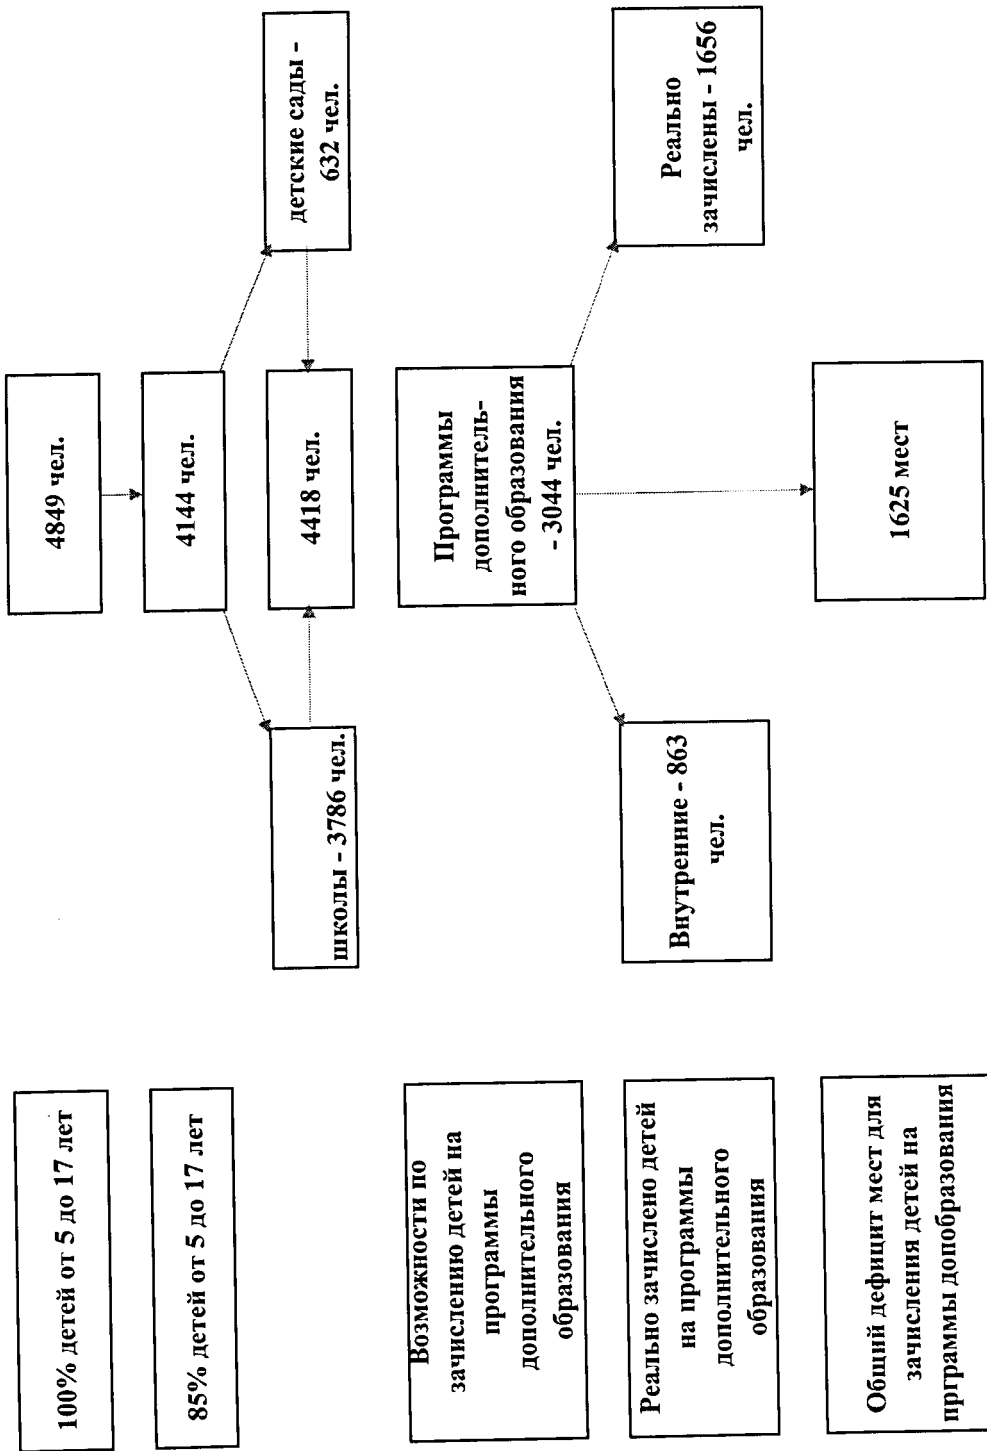 100% детей от 5 до 17 лет
4849 чел.
85% детей от 5 до 17 лет
4144 чел.
школы - 3786 чел.
4418 чел.
детские сады -
632 чел.
Возможности по
зачислению детей на
программы
дополнительного
образования
Программы
дополнитель-
ного образования
- 3044 чел.
Реально зачислено детей
на программы
дополнительного
образования
Внутренние - 863
чел.
Реально
зачислены - 1656
чел.
Общий дефицит мест для
зачисления детей на
прграммы допобразования
1625 мест